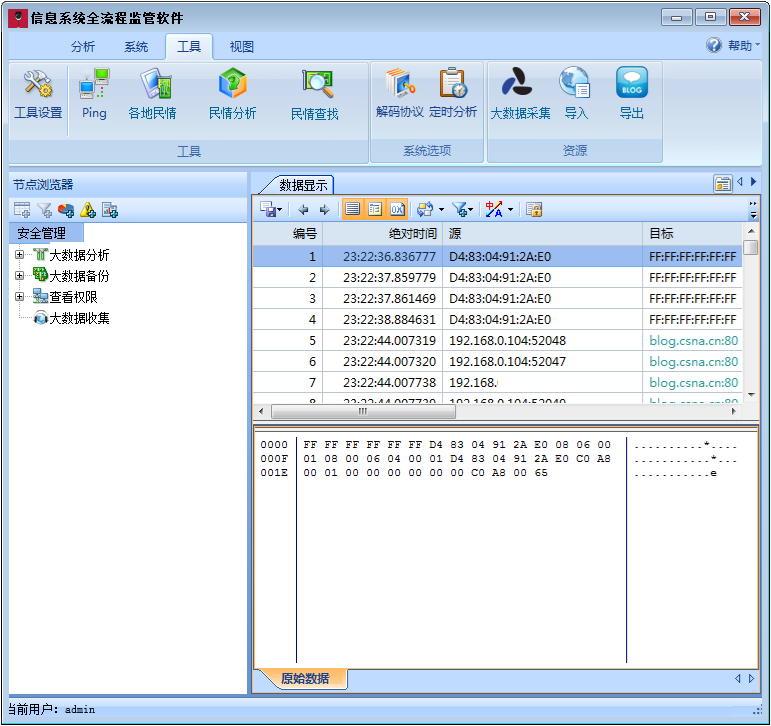 信息系统全流程监管软件
分析 系统 工具 视图 帮助
工具设置 Ping 各地民情 民情分析 民情查找 解码协议 定时分析 大数据采集 导入 BLOG 导出
工具 系统选项 资源
节点浏览器
数据显示
安全管理
大数据分析
大数据备份
查看权限
大数据收集
编号 绝对时间 源 目标
1 23:22:36.836777 D4:83:04:91:2A:E0 FF:FF:FF:FF:FF:FF
2 23:22:37.859779 D4:83:04:91:2A:E0 FF:FF:FF:FF:FF:FF
3 23:22:37.861469 D4:83:04:91:2A:E0 FF:FF:FF:FF:FF:FF
4 23:22:38.884631 D4:83:04:91:2A:E0 FF:FF:FF:FF:FF:FF
5 23:22:44.007319 192.168.0.104:52048 blog.csna.cn:80
6 23:22:44.007320 192.168.0.104:52047 blog.csna.cn:80
7 23:22:44.007738 192.168. blog.csna.cn:80
0000 FF FF FF FF FF FF D4 83 04 91 2A E0 08 06 00 ..........*....
000F 01 08 00 06 04 00 01 D4 83 04 91 2A E0 C0 A8 ...........*...
001E 00 01 00 00 00 00 00 00 C0 A8 00 65 ...........e
原始数据
当前用户: admin